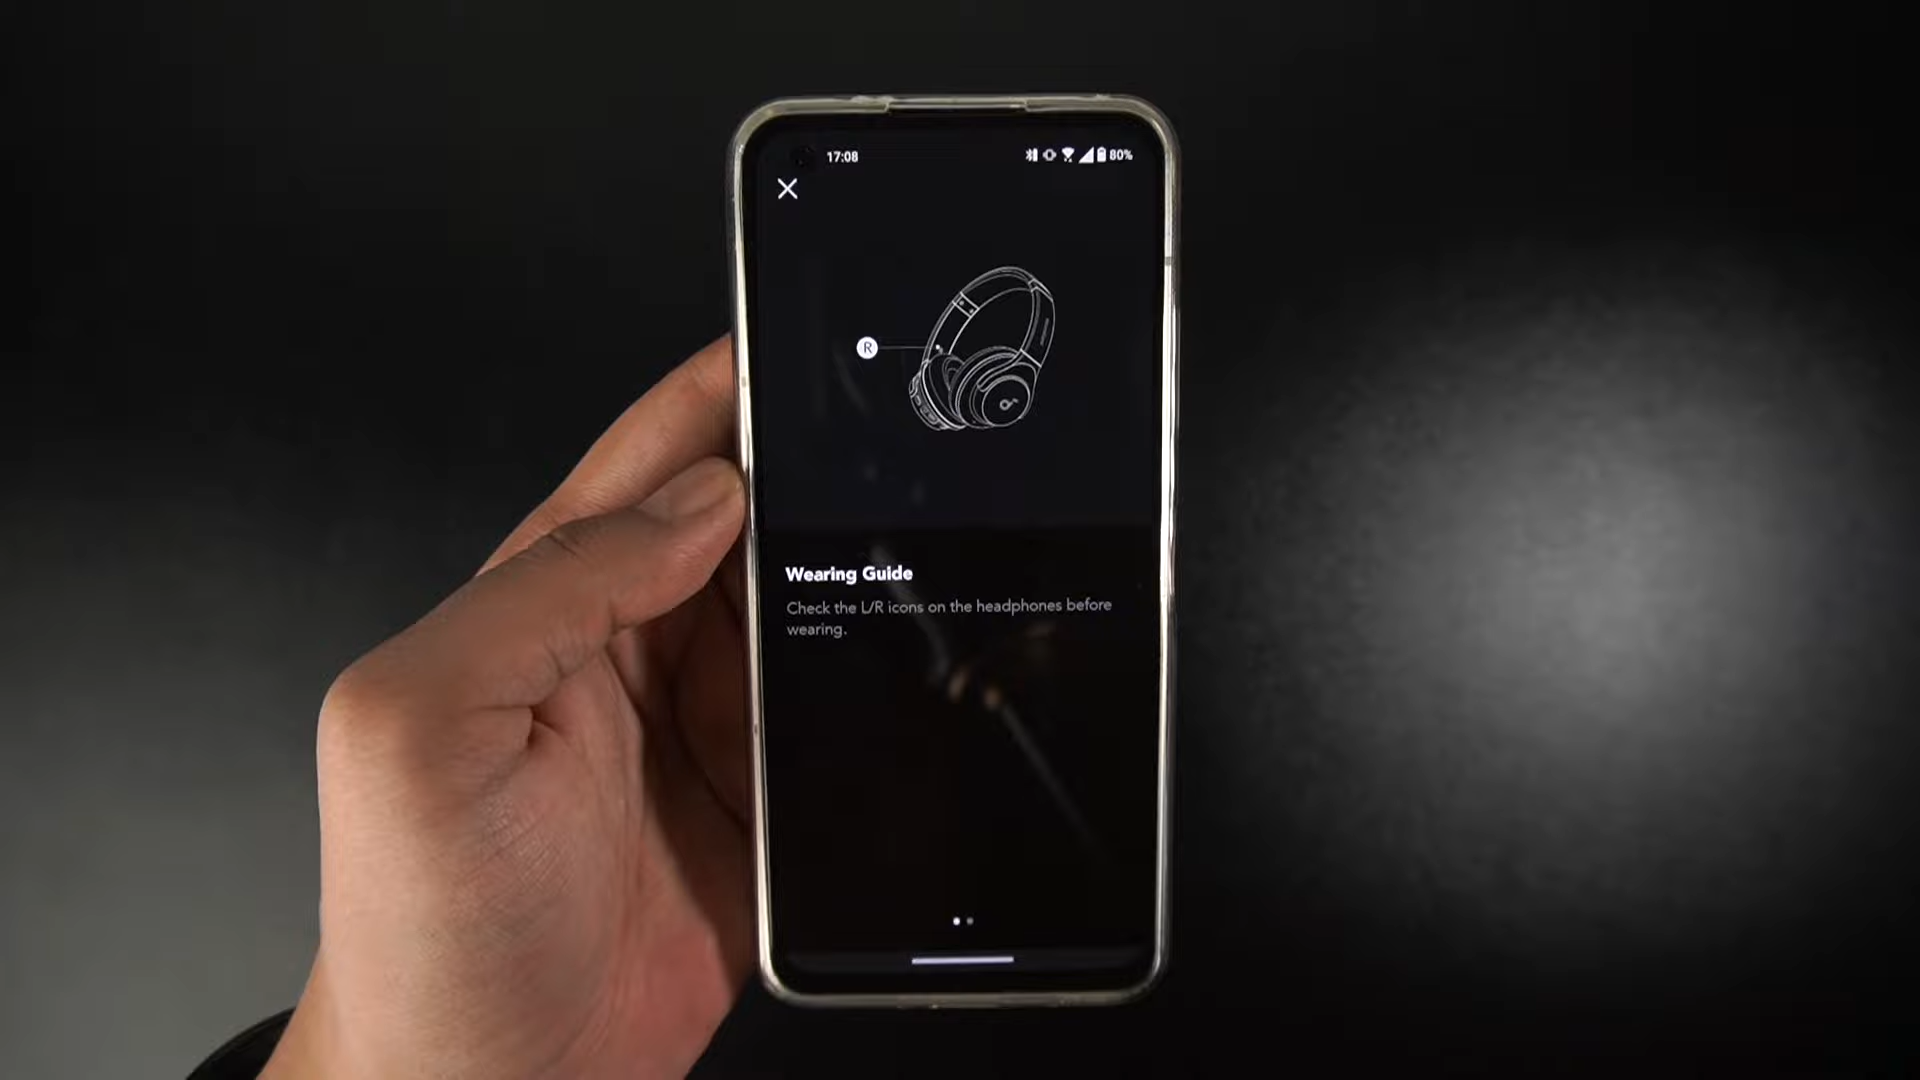 17:08
80%
R
Wearing Guide
Check the L/R icons on the headphones before
wearing.